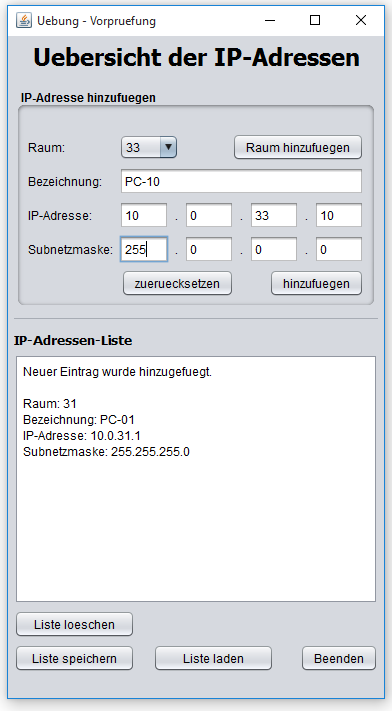 Uebung - Vorpruefung
Uebersicht der IP-Adressen
IP-Adresse hinzufuegen
Raum: 33 Raum hinzufuegen
Bezeichnung: PC-10
IP-Adresse: 10 . 0 . 33 . 10
Subnetzmaske: 255 . 0 . 0 . 0
zueruecksetzen hinzufuegen
IP-Adressen-Liste
Neuer Eintrag wurde hinzugefuegt.
Raum: 31
Bezeichnung: PC-01
IP-Adresse: 10.0.31.1
Subnetzmaske: 255.255.255.0
Liste loeschen
Liste speichern Liste laden Beenden